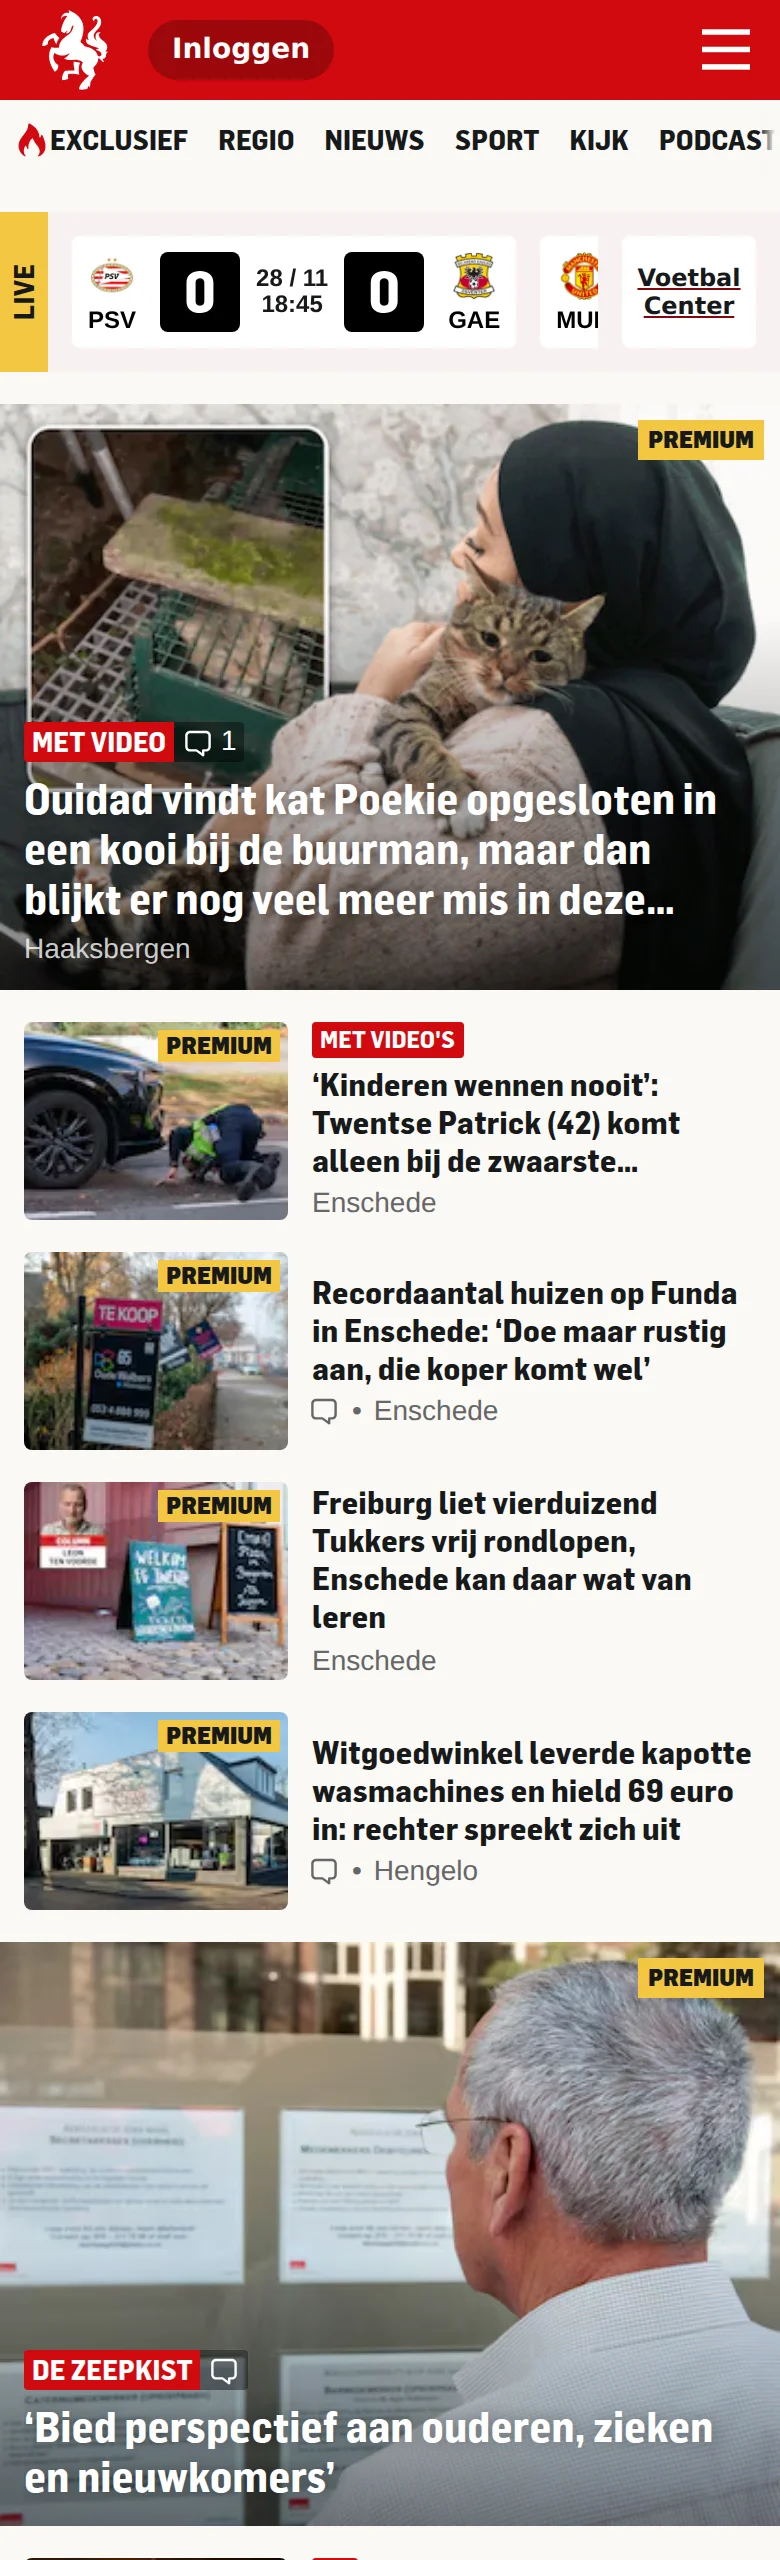 Inloggen
EXCLUSIEF REGIO NIEUWS SPORT KIJK PODCAST
LIVE
PSV
0
28 / 11
18:45
0
GAE
MUI
Voetbal
Center
PREMIUM
MET VIDEO 1
Ouidad vindt kat Poekie opgesloten in
een kooi bij de buurman, maar dan
blijkt er nog veel meer mis in deze...
Haaksbergen
PREMIUM
MET VIDEO'S
‘Kinderen wennen nooit’:
Twentse Patrick (42) komt
alleen bij de zwaarste...
Enschede
PREMIUM
TE KOOP
65
Recordaantal huizen op Funda
in Enschede: ‘Doe maar rustig
aan, die koper komt wel’
• Enschede
PREMIUM
COLUMN
LEON
TEN VOORDE
WELKOM
Freiburg liet vierduizend
Tukkers vrij rondlopen,
Enschede kan daar wat van
leren
Enschede
PREMIUM
Witgoedwinkel leverde kapotte
wasmachines en hield 69 euro
in: rechter spreekt zich uit
• Hengelo
PREMIUM
DE ZEEPKIST
‘Bied perspectief aan ouderen, zieken
en nieuwkomers’